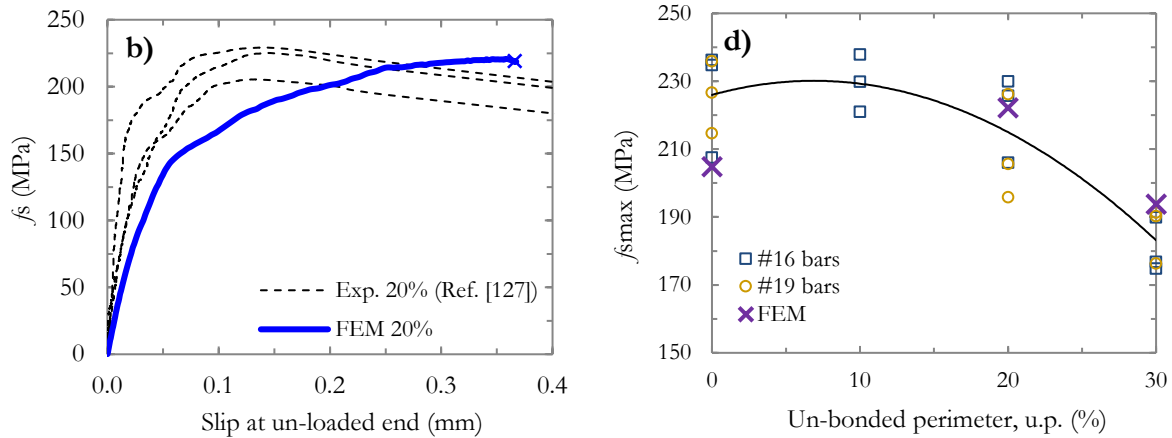 b)
250
200
150
100
50
0
fs (MPa)
0.0 0.1 0.2 0.3 0.4
Slip at un-loaded end (mm)
Exp. 20% (Ref. [127])
FEM 20%
d)
250
230
210
190
170
150
fsmax (MPa)
0 10 20 30
Un-bonded perimeter, u.p. (%)
#16 bars
#19 bars
FEM